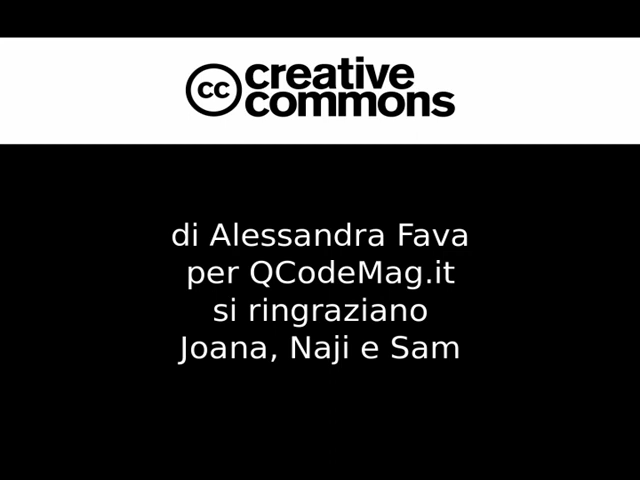 cc creative
commons
di Alessandra Fava
per QCodeMag.it
si ringraziano
Joana, Naji e Sam